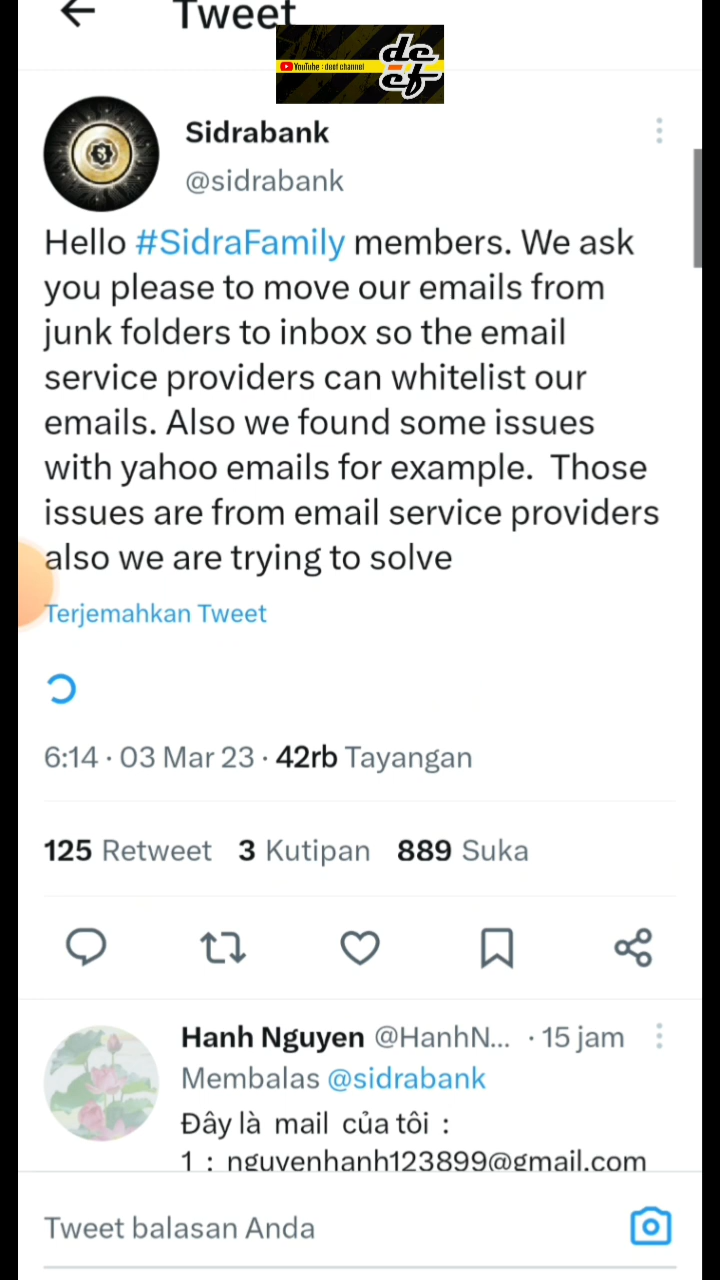 Tweet
YouTube : deef channel
deef
Sidrabank
@sidrabank
Hello #SidraFamily members. We ask
you please to move our emails from
junk folders to inbox so the email
service providers can whitelist our
emails. Also we found some issues
with yahoo emails for example. Those
issues are from email service providers
also we are trying to solve
Terjemahkan Tweet
6:14 · 03 Mar 23 · 42rb Tayangan
125 Retweet 3 Kutipan 889 Suka
Hanh Nguyen @HanhN... · 15 jam
Membalas @sidrabank
Đây là mail của tôi :
1 : nguyenhanh123899@gmail.com
Tweet balasan Anda